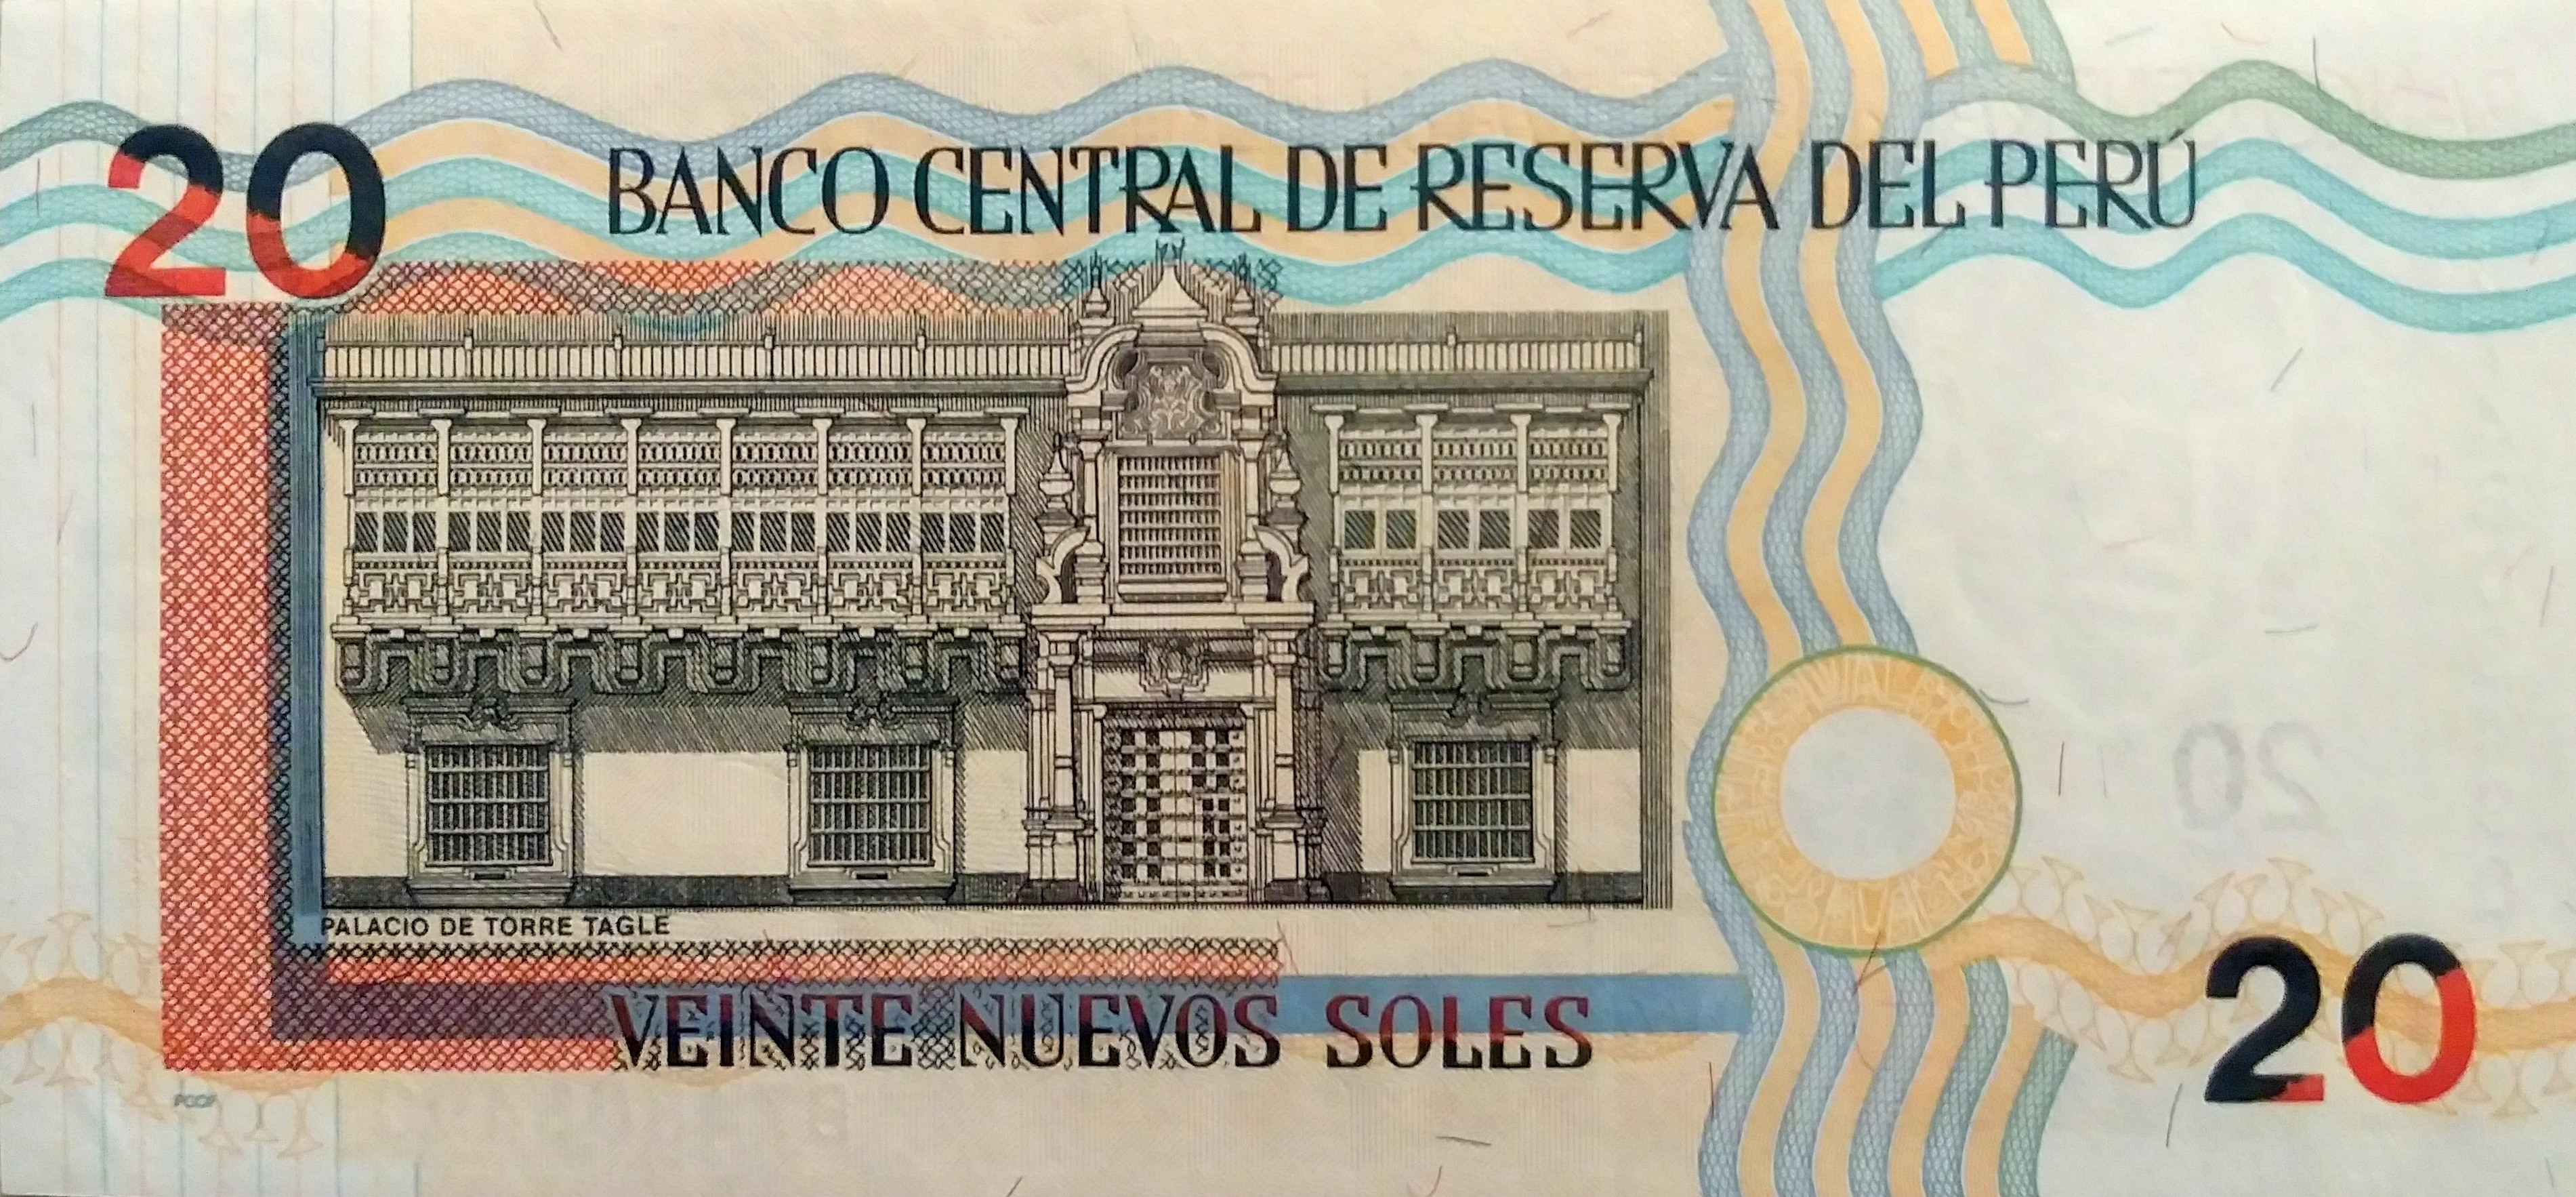 20
BANCO CENTRAL DE RESERVA DEL PERÚ
PALACIO DE TORRE TAGLE
VEINTE NUEVOS SOLES
20